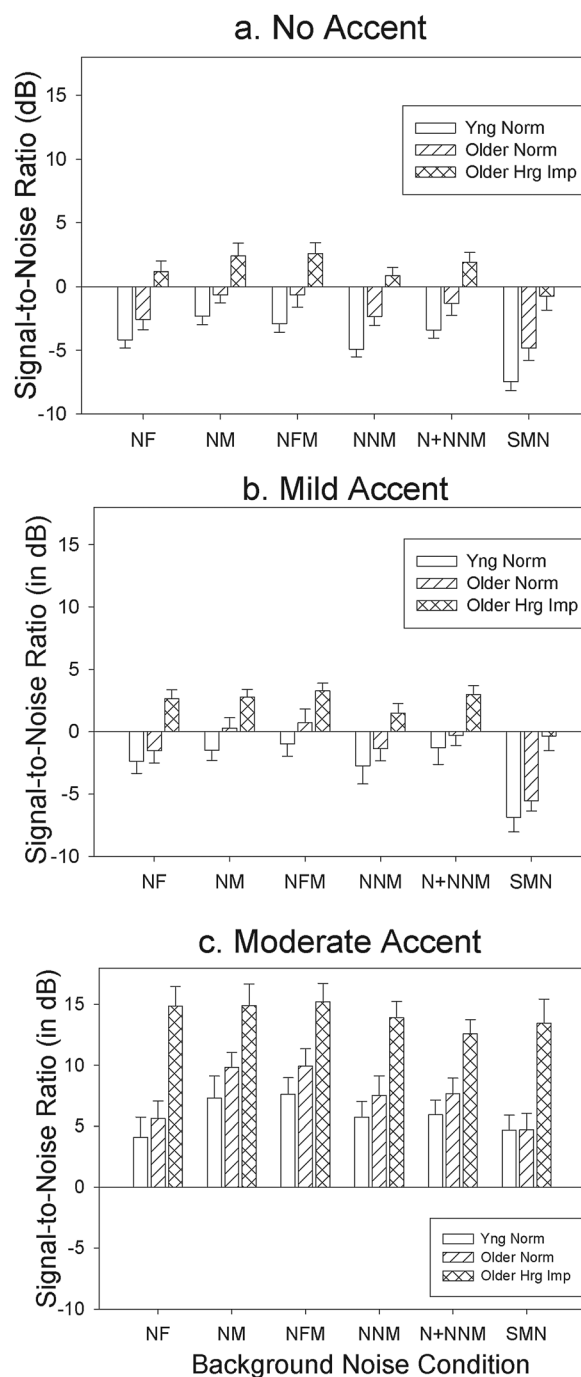 a. No Accent
Signal-to-Noise Ratio (dB)
15
10
5
0
-5
-10
Yng Norm
Older Norm
Older Hrg Imp
NF NM NFM NNM N+NNM SMN
b. Mild Accent
Signal-to-Noise Ratio (in dB)
15
10
5
0
-5
-10
Yng Norm
Older Norm
Older Hrg Imp
NF NM NFM NNM N+NNM SMN
c. Moderate Accent
Signal-to-Noise Ratio (in dB)
15
10
5
0
-5
-10
Yng Norm
Older Norm
Older Hrg Imp
NF NM NFM NNM N+NNM SMN
Background Noise Condition